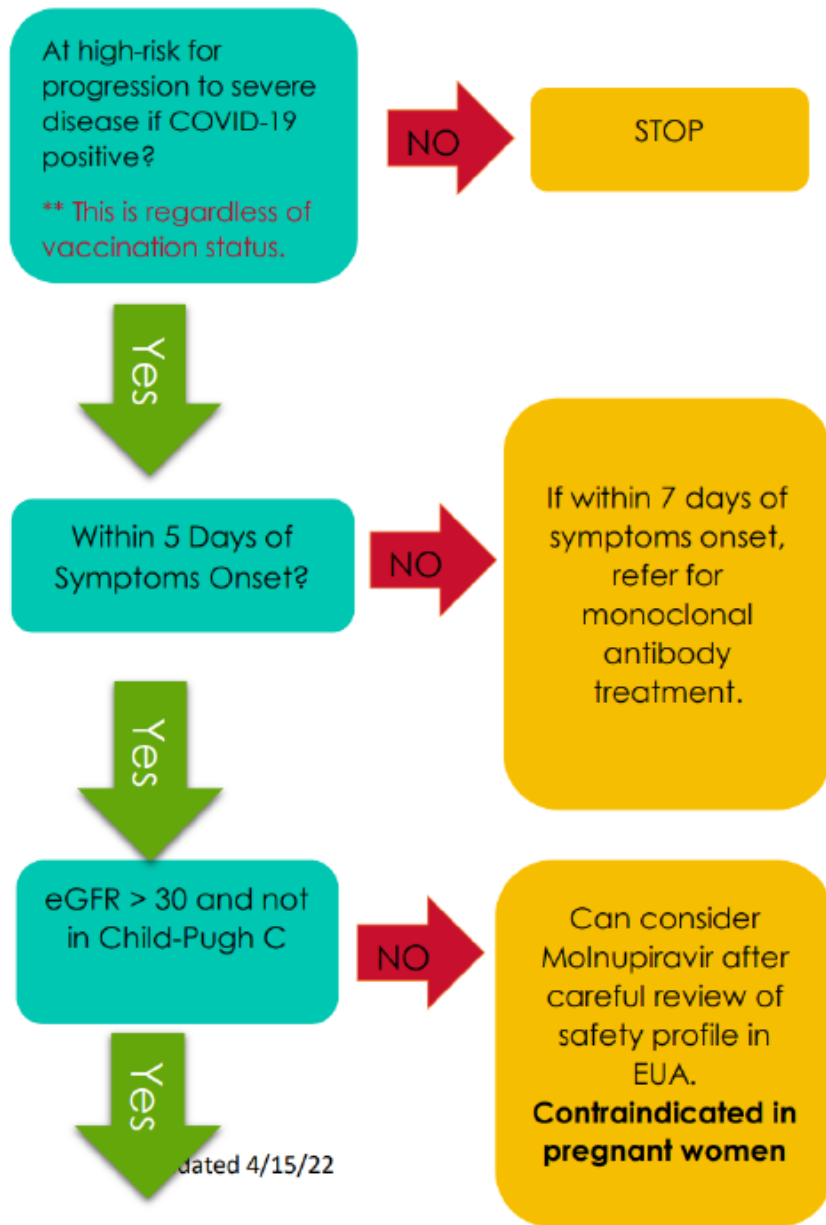 At high-risk for
progression to severe
disease if COVID-19
positive?
** This is regardless of
vaccination status.
NO
STOP
Yes
Within 5 Days of
Symptoms Onset?
NO
If within 7 days of
symptoms onset,
refer for
monoclonal
antibody
treatment.
Yes
eGFR > 30 and not
in Child-Pugh C
NO
Can consider
Molnupiravir after
careful review of
safety profile in
EUA.
Contraindicated in
pregnant women
Yes
dated 4/15/22